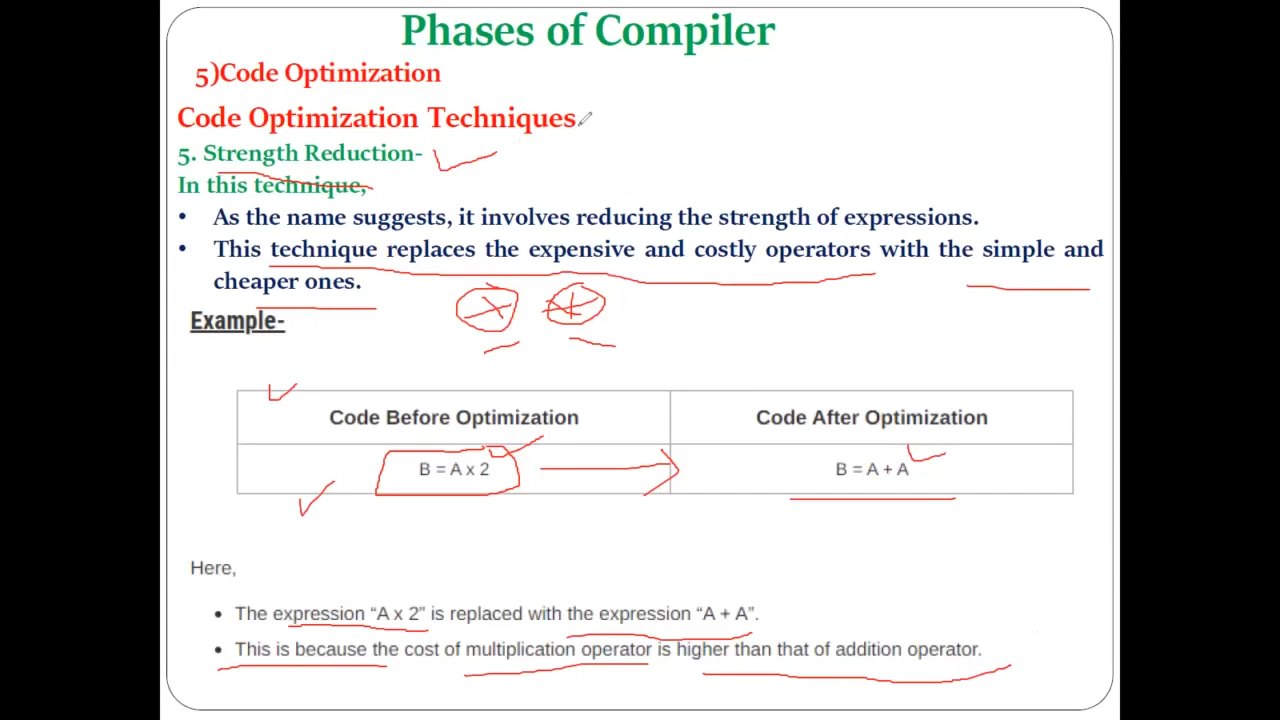 Phases of Compiler
5)Code Optimization
Code Optimization Techniques
5. Strength Reduction-
In this technique,
• As the name suggests, it involves reducing the strength of expressions.
• This technique replaces the expensive and costly operators with the simple and
cheaper ones.
Example-
Code Before Optimization Code After Optimization
B = A x 2 B = A + A
Here,
• The expression “A x 2” is replaced with the expression “A + A”.
• This is because the cost of multiplication operator is higher than that of addition operator.